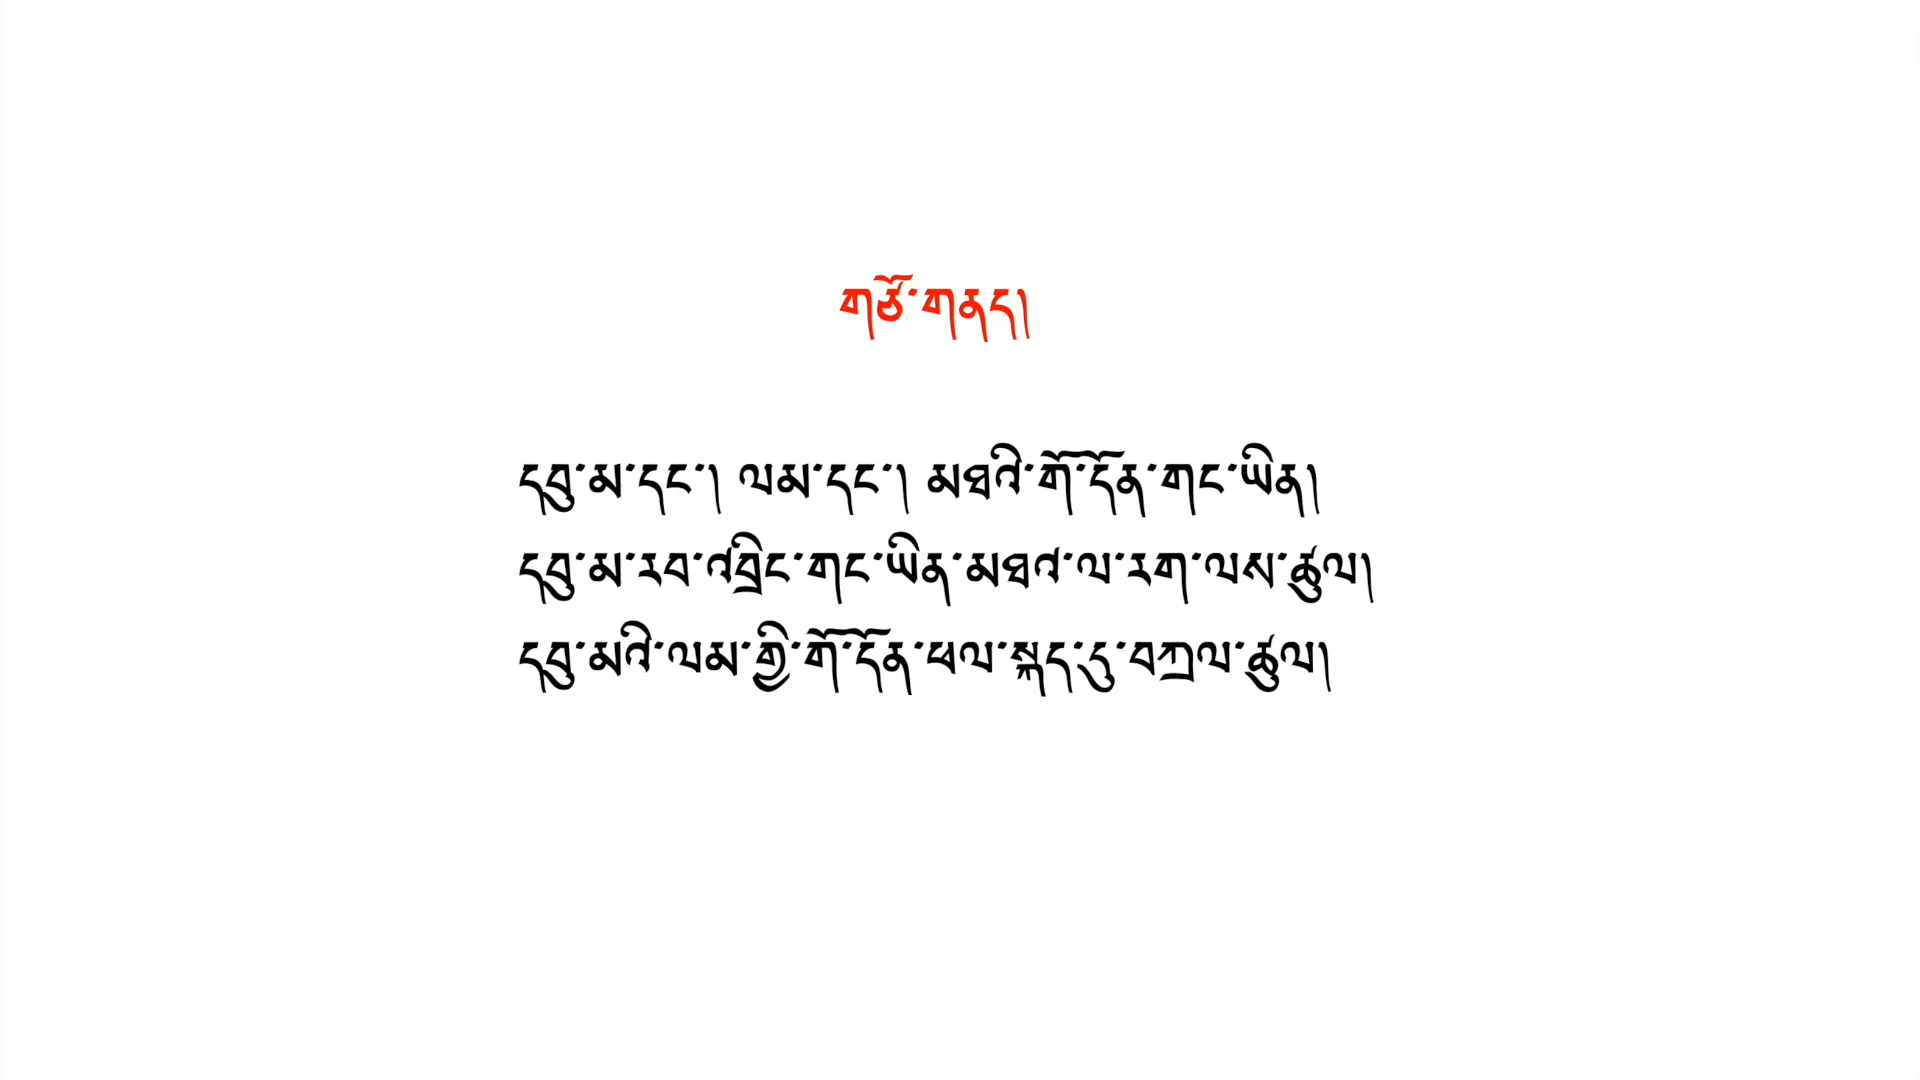 གཙོ་གནད།
དབུ་མ་དང་། ལམ་དང་། མཐའི་གོ་དོན་གང་ཡིན།
དབུ་མ་རབ་འབྲིང་གང་ཡིན་མཐའ་ལ་རག་ལས་ཚུལ།
དབུ་མའི་ལམ་གྱི་གོ་དོན་ཕལ་སྐད་དུ་བཀྲལ་ཚུལ།